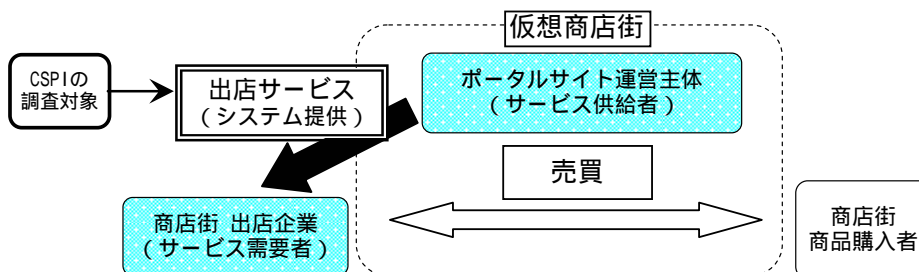 仮想商店街
CSPIの
調査対象
出店サービス
（システム提供）
ポータルサイト運営主体
（サービス供給者）
売買
商店街 出店企業
（サービス需要者）
商店街
商品購入者